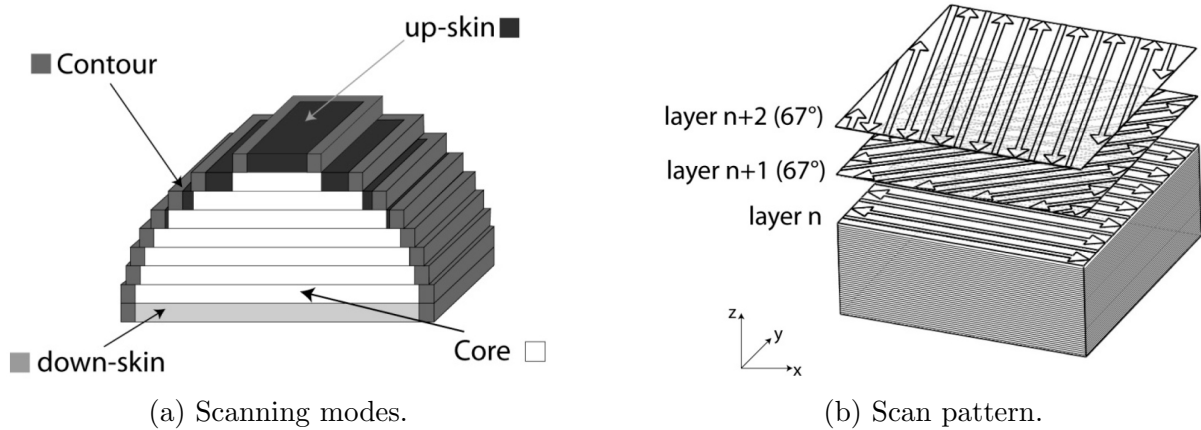 up-skin
Contour
down-skin
Core
(a) Scanning modes.
layer n+2 (67°)
layer n+1 (67°)
layer n
z
y
x
(b) Scan pattern.